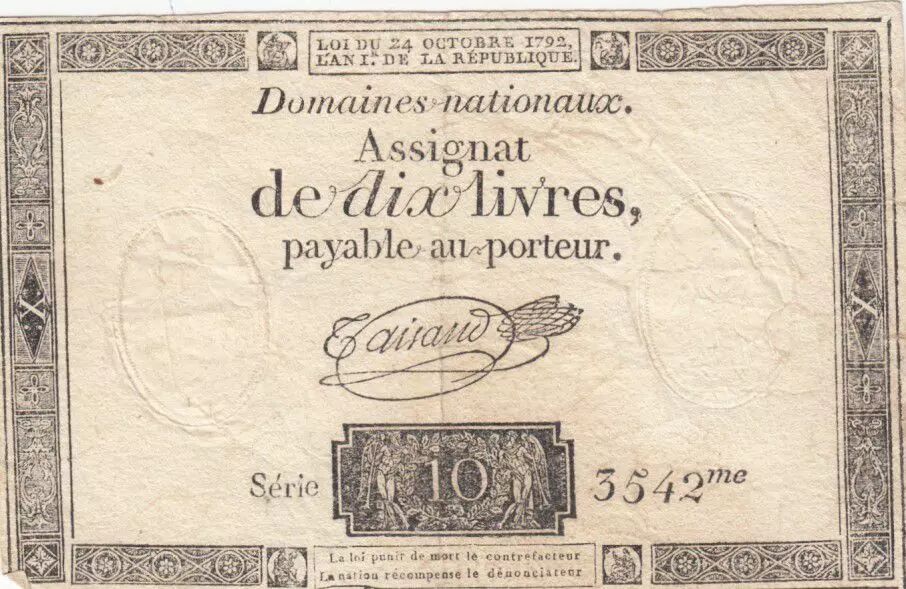 LOI DU 24 OCTOBRE 1792,
L'AN I.er DE LA RÉPUBLIQUE.
Domaines nationaux.
Assignat
de dix livres,
payable au porteur.
Taisaud
X
X
Série 10 3542me
La loi punit de mort le contrefacteur
La nation récompense le dénonciateur